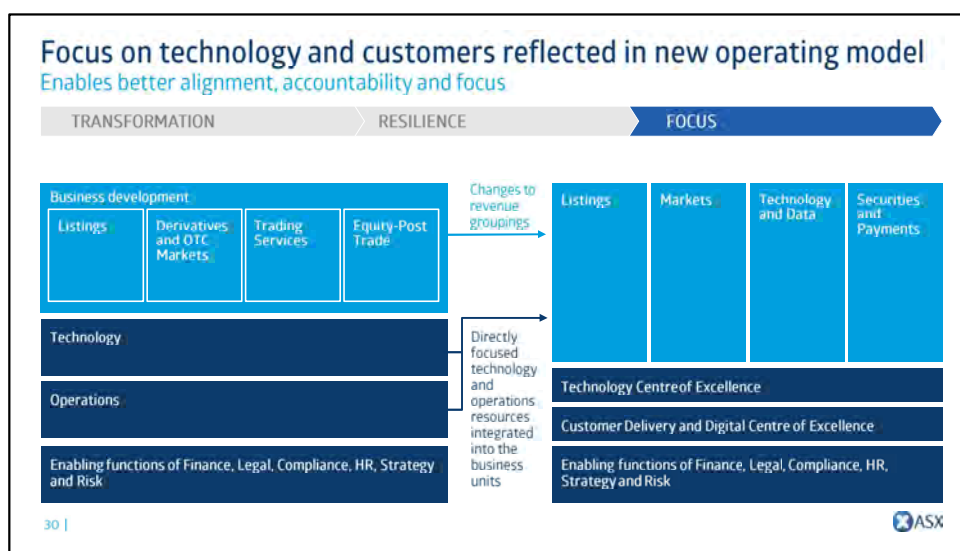 Focus on technology and customers reflected in new operating model
Enables better alignment, accountability and focus
TRANSFORMATION
RESILIENCE
FOCUS
Business development
Listings
Derivatives
and OTC
Markets
Trading
Services
Equity-Post
Trade
Technology
Operations
Enabling functions of Finance, Legal, Compliance, HR, Strategy
and Risk
Changes to
revenue
groupings
Directly
focused
technology
and
operations
resources
integrated
into the
business
units
Listings
Markets
Technology
and Data
Securities
and
Payments
Technology Centre of Excellence
Customer Delivery and Digital Centre of Excellence
Enabling functions of Finance, Legal, Compliance, HR,
Strategy and Risk
30 |
ASX